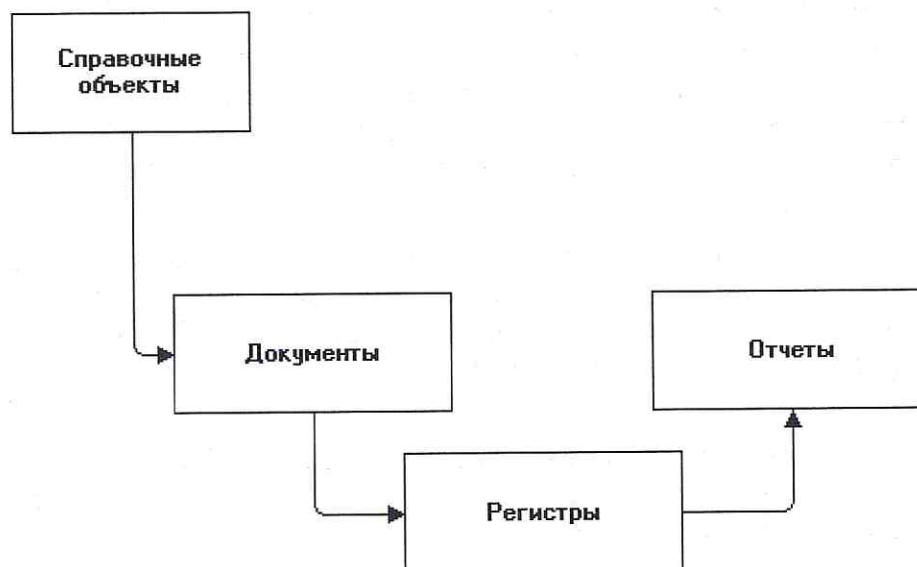 Справочные
объекты
Документы
Отчеты
Регистры